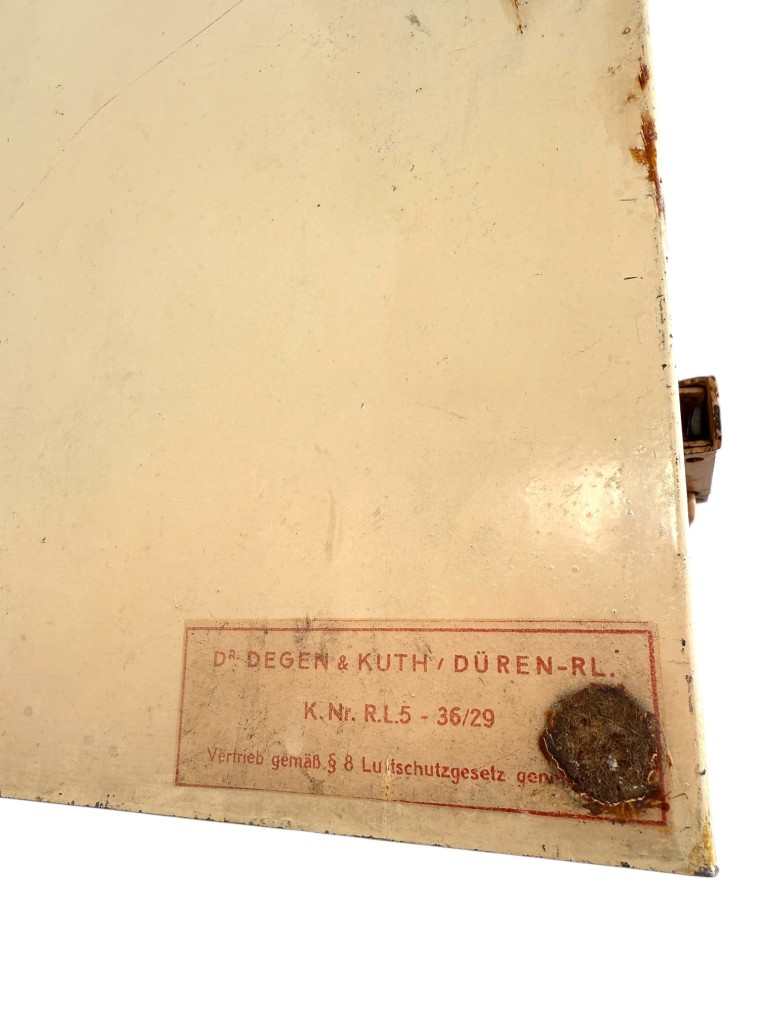 DR. DEGEN & KUTH / DÜREN-RL.
K. Nr. R.L.5 - 36/29
Vertrieb gemäß § 8 Luftschutzgesetz